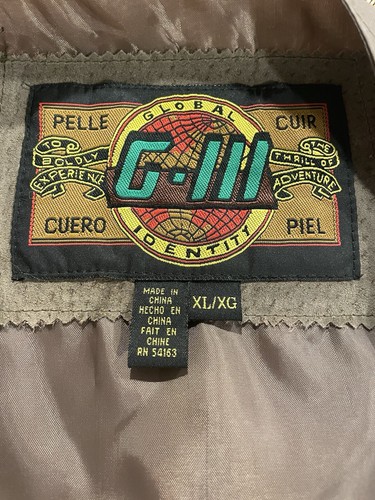 GLOBAL
PELLE
CUIR
TO BOLDLY EXPERIENCE
G-III
THE THRILL OF ADVENTURE
CUERO
PIEL
IDENTITY
MADE IN
CHINA
HECHO EN
CHINA
FAIT EN
CHINE
RN 54163
XL/XG